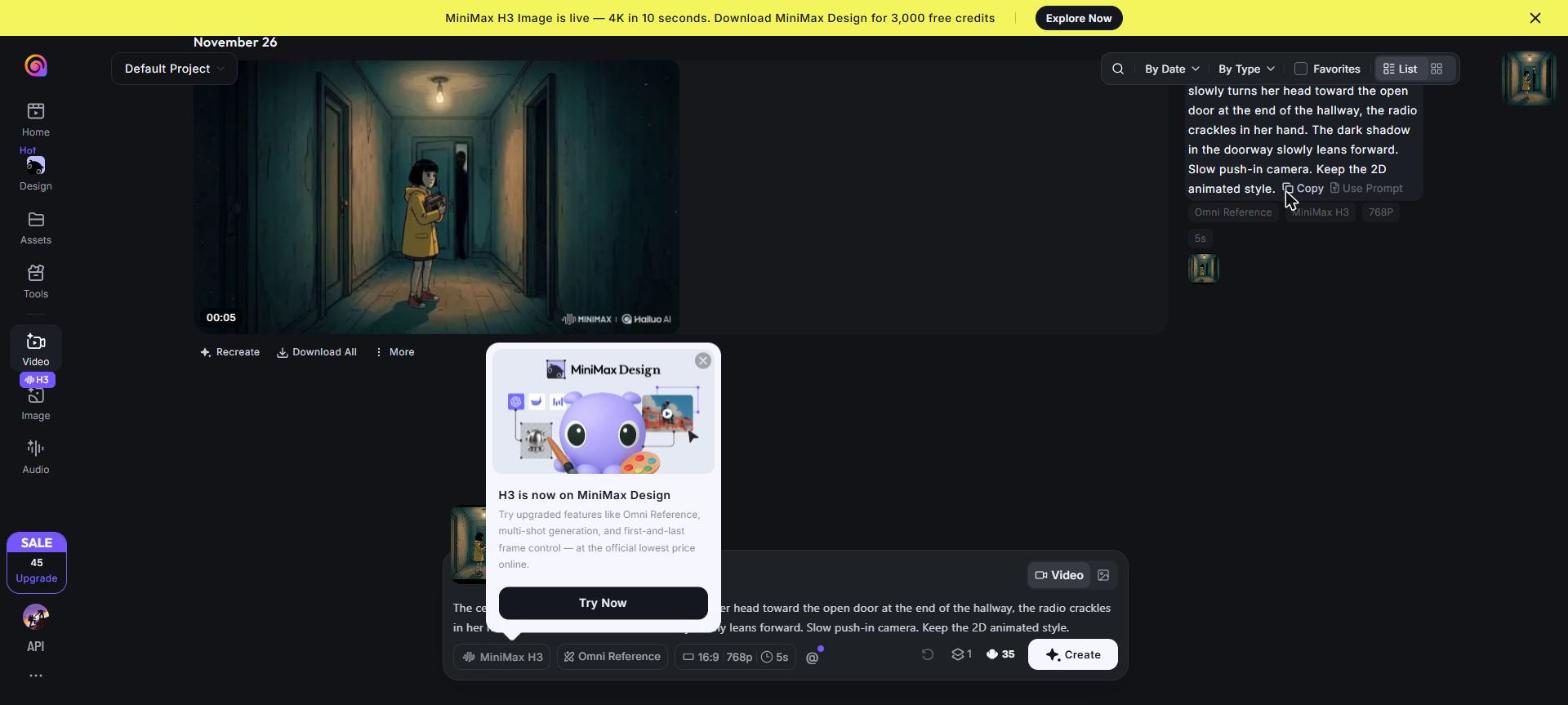 MiniMax H3 Image is live — 4K in 10 seconds. Download MiniMax Design for 3,000 free credits
Explore Now
November 26
Default Project
By Date
By Type
Favorites
List
Home
Hot
Design
Assets
Tools
Video
H3
Image
Audio
SALE
45
Upgrade
API
00:05
MINIMAX | Hailuo AI
Recreate
Download All
More
slowly turns her head toward the open
door at the end of the hallway, the radio
crackles in her hand. The dark shadow
in the doorway slowly leans forward.
Slow push-in camera. Keep the 2D
animated style. Copy Use Prompt
Omni Reference MiniMax H3 768P
5s
MiniMax Design
H3 is now on MiniMax Design
Try upgraded features like Omni Reference,
multi-shot generation, and first-and-last
frame control — at the official lowest price
online.
Try Now
Video
The ce er head toward the open door at the end of the hallway, the radio crackles
in her leans forward. Slow push-in camera. Keep the 2D animated style.
MiniMax H3
Omni Reference
16:9 768p 5s
@
1
35
Create